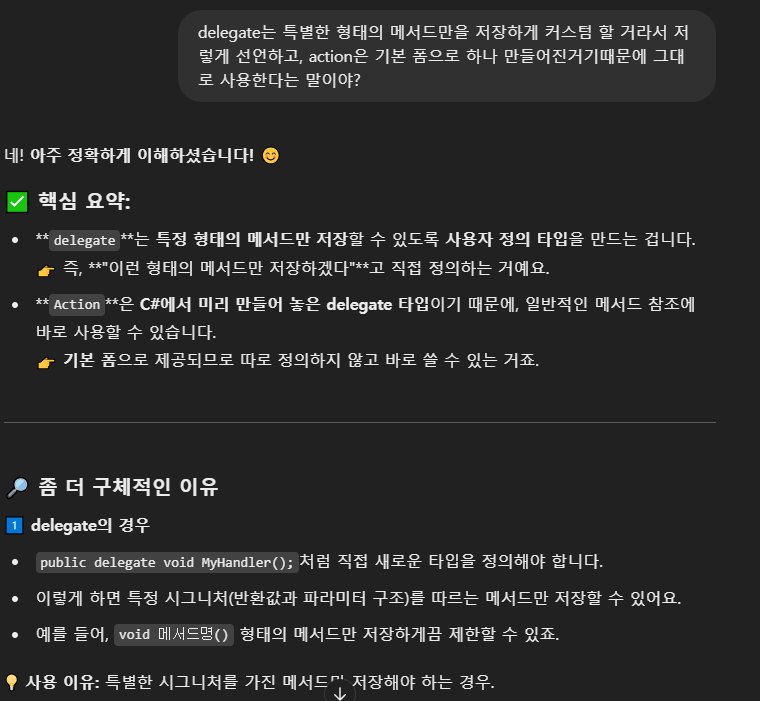 delegate는 특별한 형태의 메서드만을 저장하게 커스텀 할 거라서 저
렇게 선언하고, action은 기본 폼으로 하나 만들어진거기때문에 그대
로 사용한다는 말이야?
네! 아주 정확하게 이해하셨습니다! 😊
✅ 핵심 요약:
• **delegate**는 특정 형태의 메서드만 저장할 수 있도록 사용자 정의 타입을 만드는 겁니다.
👉 즉, **"이런 형태의 메서드만 저장하겠다"**고 직접 정의하는 거예요.
• **Action**은 C#에서 미리 만들어 놓은 delegate 타입이기 때문에, 일반적인 메서드 참조에
바로 사용할 수 있습니다.
👉 기본 폼으로 제공되므로 따로 정의하지 않고 바로 쓸 수 있는 거죠.
🔎 좀 더 구체적인 이유
1️⃣ delegate의 경우
• public delegate void MyHandler();처럼 직접 새로운 타입을 정의해야 합니다.
• 이렇게 하면 특정 시그니처(반환값과 파라미터 구조)를 따르는 메서드만 저장할 수 있어요.
• 예를 들어, void 메서드명() 형태의 메서드만 저장하게끔 제한할 수 있죠.
💡 사용 이유: 특별한 시그니처를 가진 메서드만 저장해야 하는 경우.